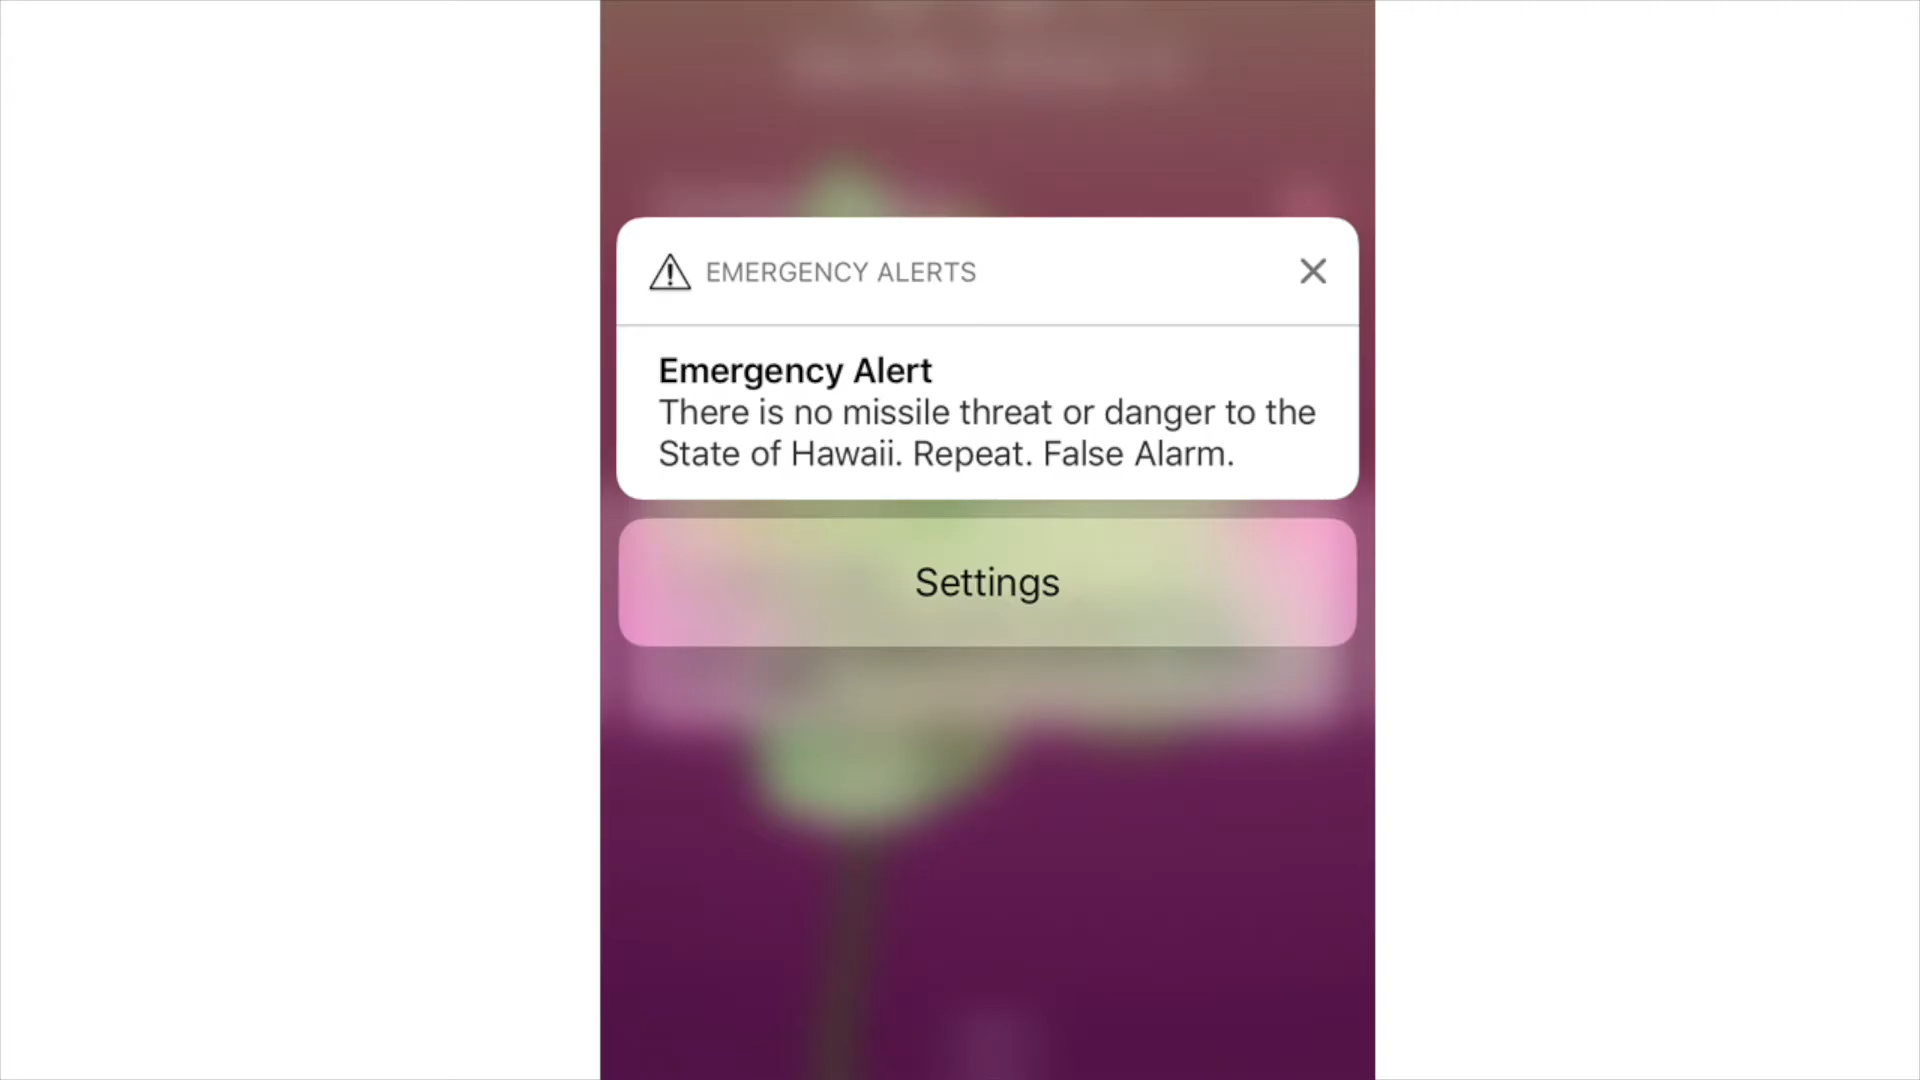 EMERGENCY ALERTS
Emergency Alert
There is no missile threat or danger to the
State of Hawaii. Repeat. False Alarm.
Settings